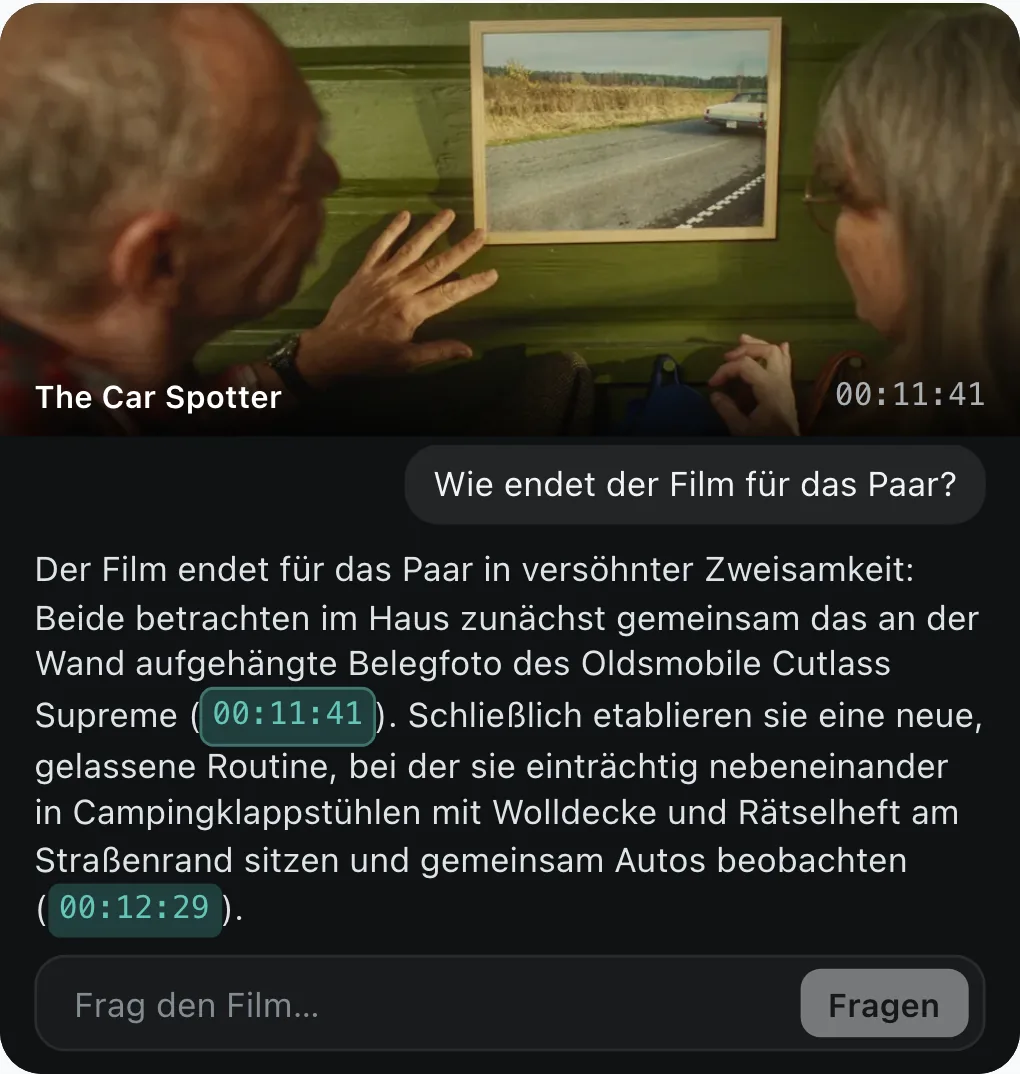 The Car Spotter
00:11:41
Wie endet der Film für das Paar?
Der Film endet für das Paar in versöhnter Zweisamkeit:
Beide betrachten im Haus zunächst gemeinsam das an der
Wand aufgehängte Belegfoto des Oldsmobile Cutlass
Supreme (00:11:41). Schließlich etablieren sie eine neue,
gelassene Routine, bei der sie einträchtig nebeneinander
in Campingklappstühlen mit Wolldecke und Rätselheft am
Straßenrand sitzen und gemeinsam Autos beobachten
(00:12:29).
Frag den Film...
Fragen